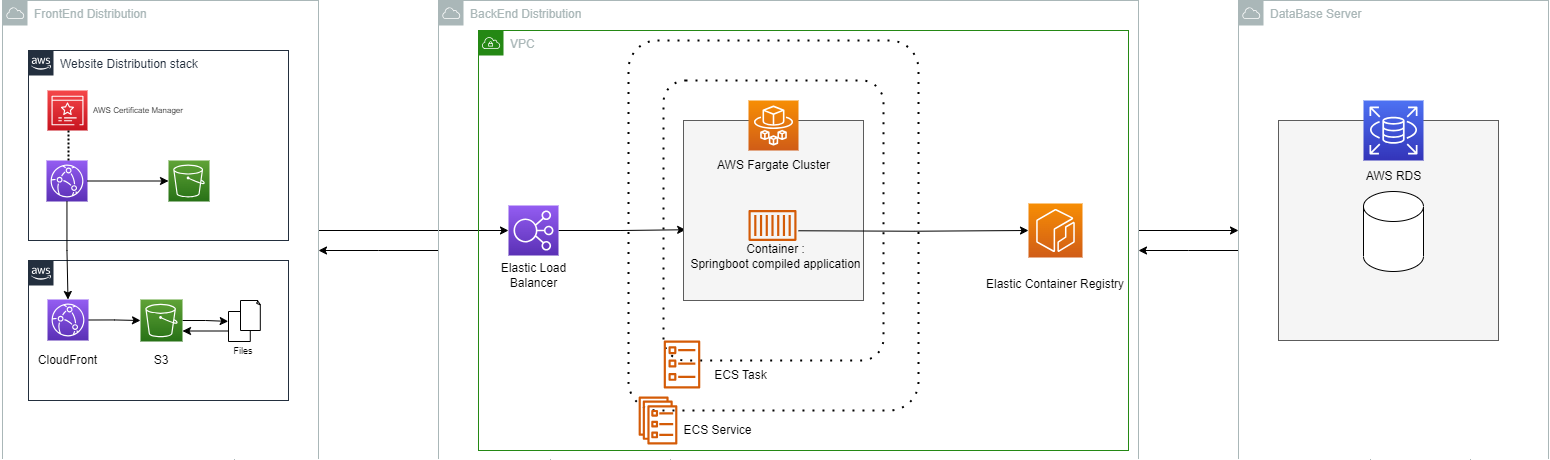 FrontEnd Distribution
aws
Website Distribution stack
AWS Certificate Manager
aws
CloudFront
S3
Files
BackEnd Distribution
VPC
Elastic Load
Balancer
AWS Fargate Cluster
Container :
Springboot compiled application
ECS Task
ECS Service
Elastic Container Registry
DataBase Server
AWS RDS